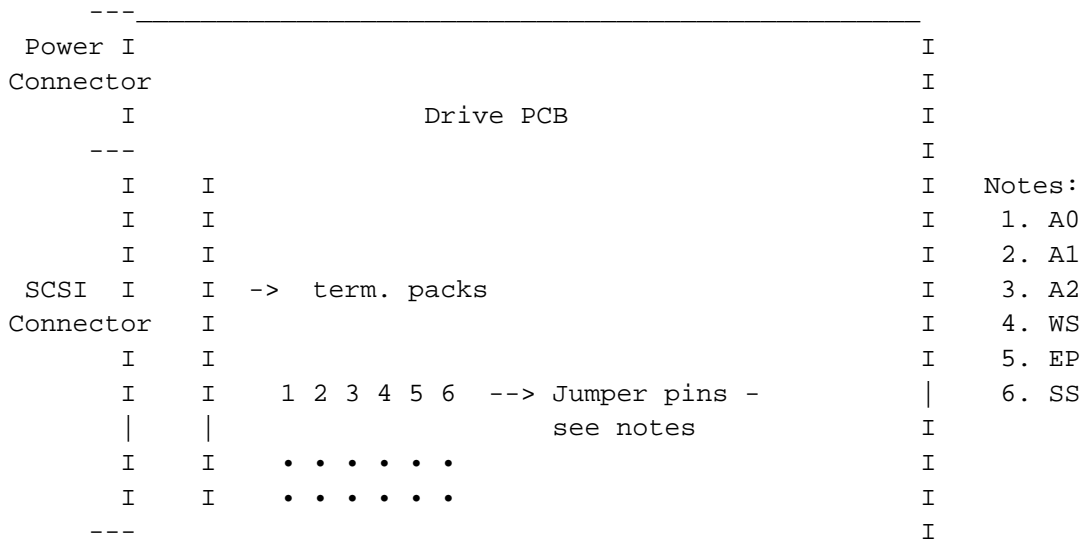 ---_________________________________________________
Power I I
Connector I
I Drive PCB I
--- I
I I I Notes:
I I I 1. A0
I I I 2. A1
SCSI I I -> term. packs I 3. A2
Connector I I 4. WS
I I I 5. EP
I I 1 2 3 4 5 6 --> Jumper pins - | 6. SS
| | see notes I
I I • • • • • • I
I I • • • • • • I
--- I